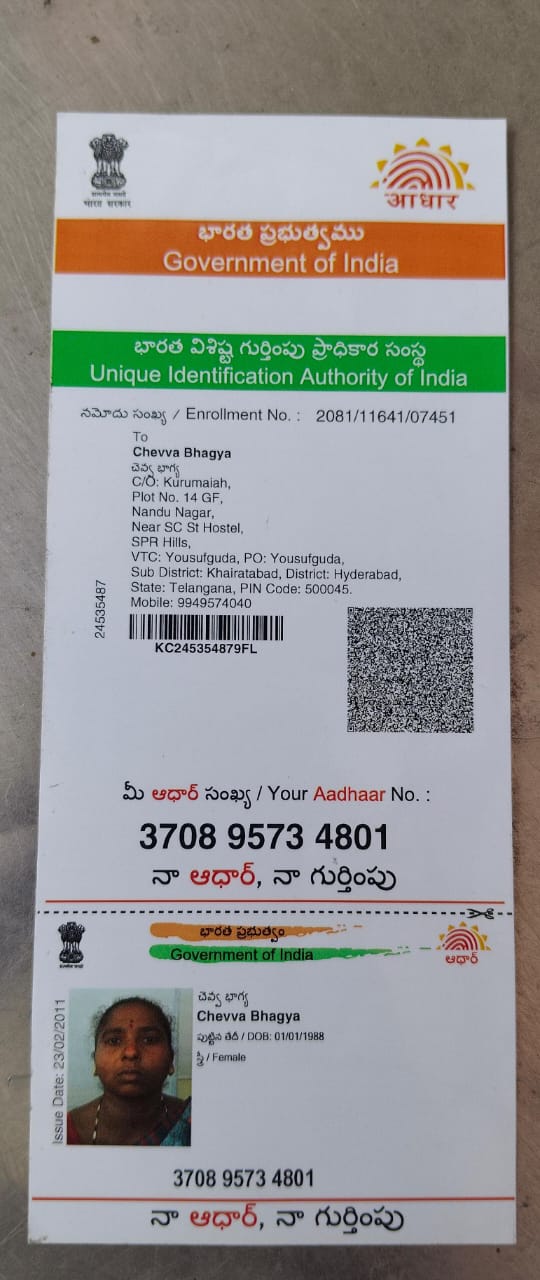 भारत सरकार
आधार
భారత ప్రభుత్వము
Government of India
భారత విశిష్ట గుర్తింపు ప్రాధికార సంస్థ
Unique Identification Authority of India
నమోదు సంఖ్య / Enrollment No. : 2081/11641/07451
To
Chevva Bhagya
చెవ్వ భాగ్య
C/O: Kurumaiah,
Plot No. 14 GF,
Nandu Nagar,
Near SC St Hostel,
SPR Hills,
VTC: Yousufguda, PO: Yousufguda,
Sub District: Khairatabad, District: Hyderabad,
State: Telangana, PIN Code: 500045.
Mobile: 9949574040
24535487
KC245354879FL
మీ ఆధార్ సంఖ్య / Your Aadhaar No. :
3708 9573 4801
నా ఆధార్, నా గుర్తింపు
భారత ప్రభుత్వం
Government of India
ఆధార్
Issue Date: 23/02/2011
చెవ్వ భాగ్య
Chevva Bhagya
పుట్టిన తేదీ / DOB: 01/01/1988
స్త్రీ / Female
3708 9573 4801
నా ఆధార్, నా గుర్తింపు